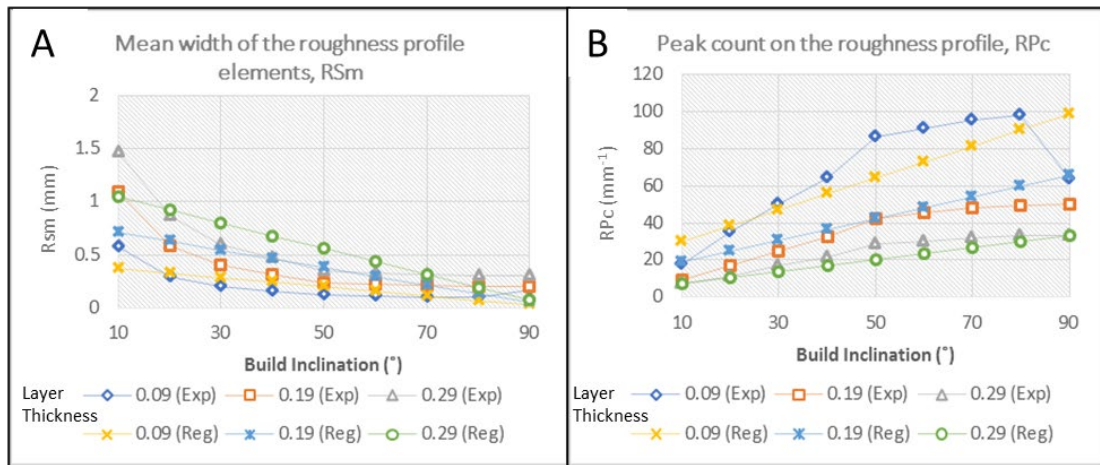 A
Mean width of the roughness profile
elements, RSm
2
1.5
1
0.5
0
Rsm (mm)
10 30 50 70 90
Build Inclination (˚)
Layer
Thickness
0.09 (Exp) 0.19 (Exp) 0.29 (Exp)
0.09 (Reg) 0.19 (Reg) 0.29 (Reg)
B
Peak count on the roughness profile, RPc
120
100
80
60
40
20
0
RPc (mm⁻¹)
10 30 50 70 90
Build Inclination (˚)
Layer
Thickness
0.09 (Exp) 0.19 (Exp) 0.29 (Exp)
0.09 (Reg) 0.19 (Reg) 0.29 (Reg)